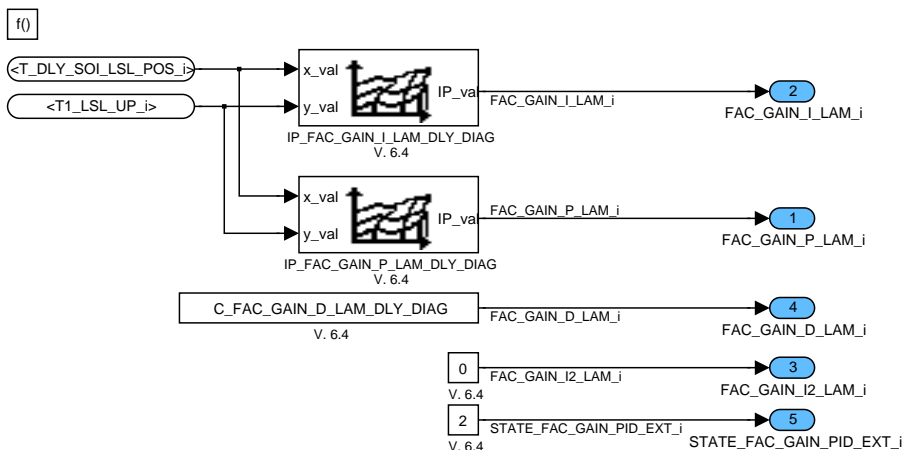 f()
<T_DLY_SOI_LSL_POS_i>
<T1_LSL_UP_i>
x_val
y_val
IP_val
IP_FAC_GAIN_I_LAM_DLY_DIAG
V. 6.4
FAC_GAIN_I_LAM_i
2
FAC_GAIN_I_LAM_i
x_val
y_val
IP_val
IP_FAC_GAIN_P_LAM_DLY_DIAG
V. 6.4
FAC_GAIN_P_LAM_i
1
FAC_GAIN_P_LAM_i
C_FAC_GAIN_D_LAM_DLY_DIAG
V. 6.4
FAC_GAIN_D_LAM_i
4
FAC_GAIN_D_LAM_i
0
V. 6.4
FAC_GAIN_I2_LAM_i
3
FAC_GAIN_I2_LAM_i
2
V. 6.4
STATE_FAC_GAIN_PID_EXT_i
5
STATE_FAC_GAIN_PID_EXT_i